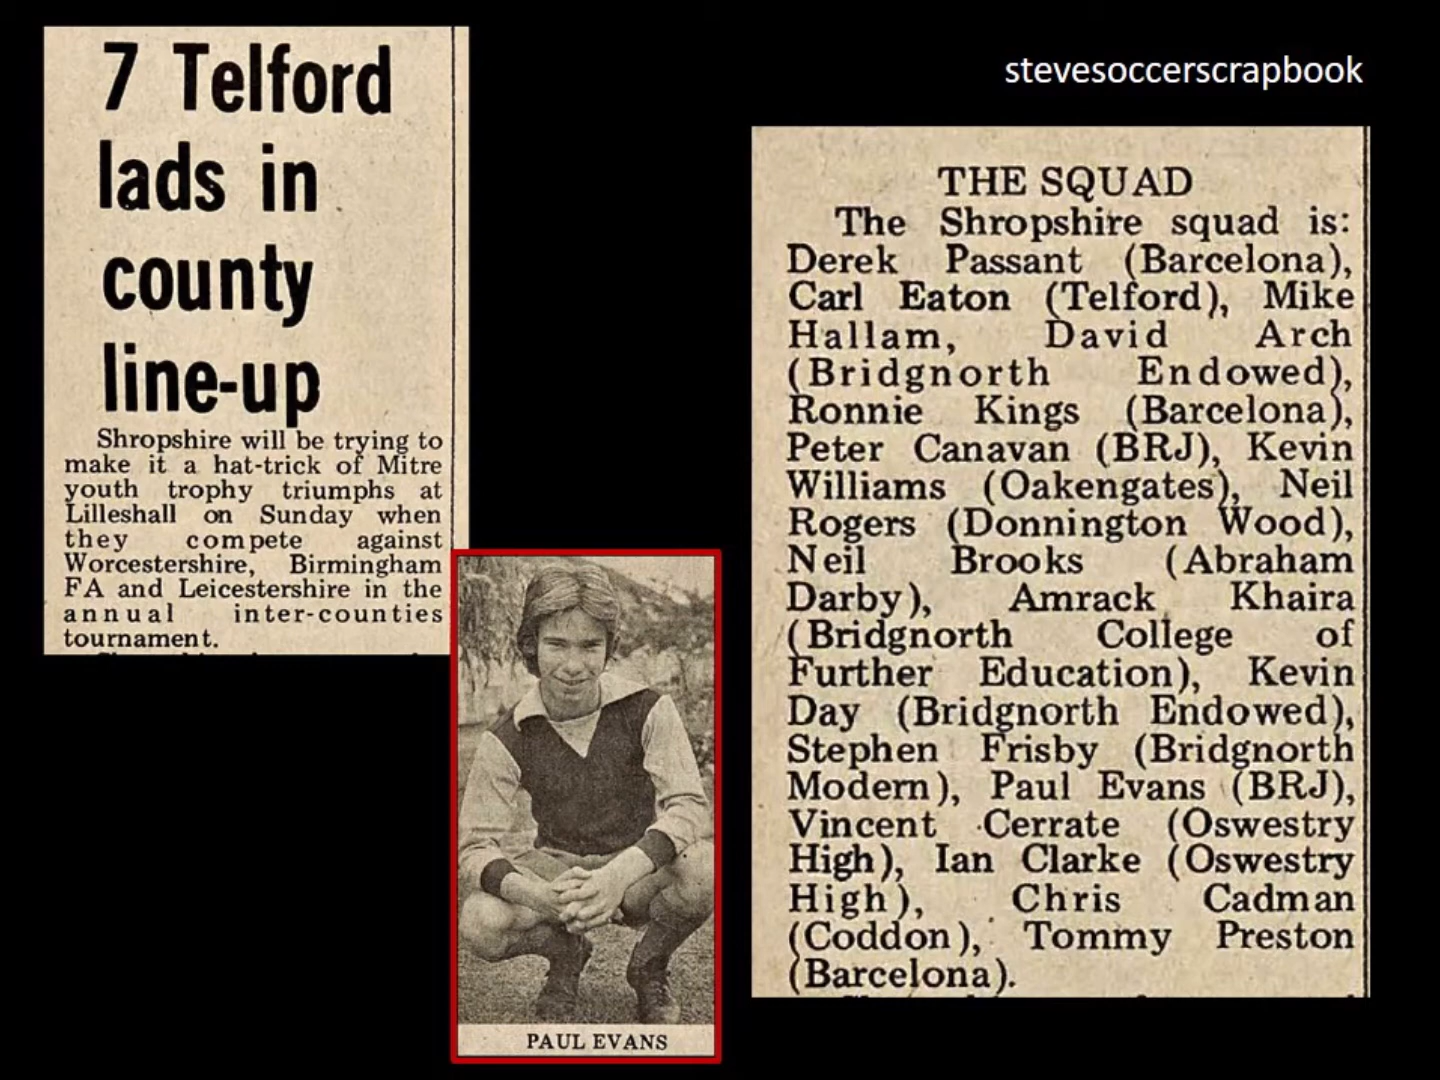 7 Telford
lads in
county
line-up
Shropshire will be trying to
make it a hat-trick of Mitre
youth trophy triumphs at
Lilleshall on Sunday when
they compete against
Worcestershire, Birmingham
FA and Leicestershire in the
annual inter-counties
tournament.
PAUL EVANS
stevesoccerscrapbook
THE SQUAD
The Shropshire squad is:
Derek Passant (Barcelona),
Carl Eaton (Telford), Mike
Hallam, David Arch
(Bridgnorth Endowed),
Ronnie Kings (Barcelona),
Peter Canavan (BRJ), Kevin
Williams (Oakengates), Neil
Rogers (Donnington Wood),
Neil Brooks (Abraham
Darby), Amrack Khaira
(Bridgnorth College of
Further Education), Kevin
Day (Bridgnorth Endowed),
Stephen Frisby (Bridgnorth
Modern), Paul Evans (BRJ),
Vincent Cerrate (Oswestry
High), Ian Clarke (Oswestry
High), Chris Cadman
(Coddon), Tommy Preston
(Barcelona).